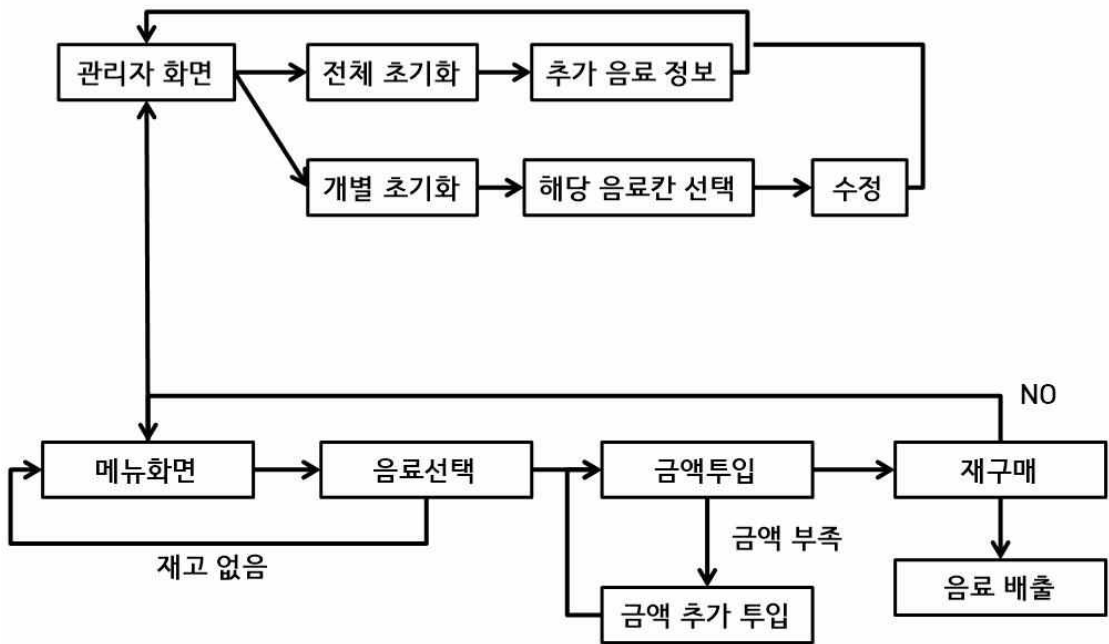 관리자 화면
전체 초기화
추가 음료 정보
개별 초기화
해당 음료칸 선택
수정
NO
메뉴화면
음료선택
금액투입
재구매
재고 없음
금액 부족
금액 추가 투입
음료 배출